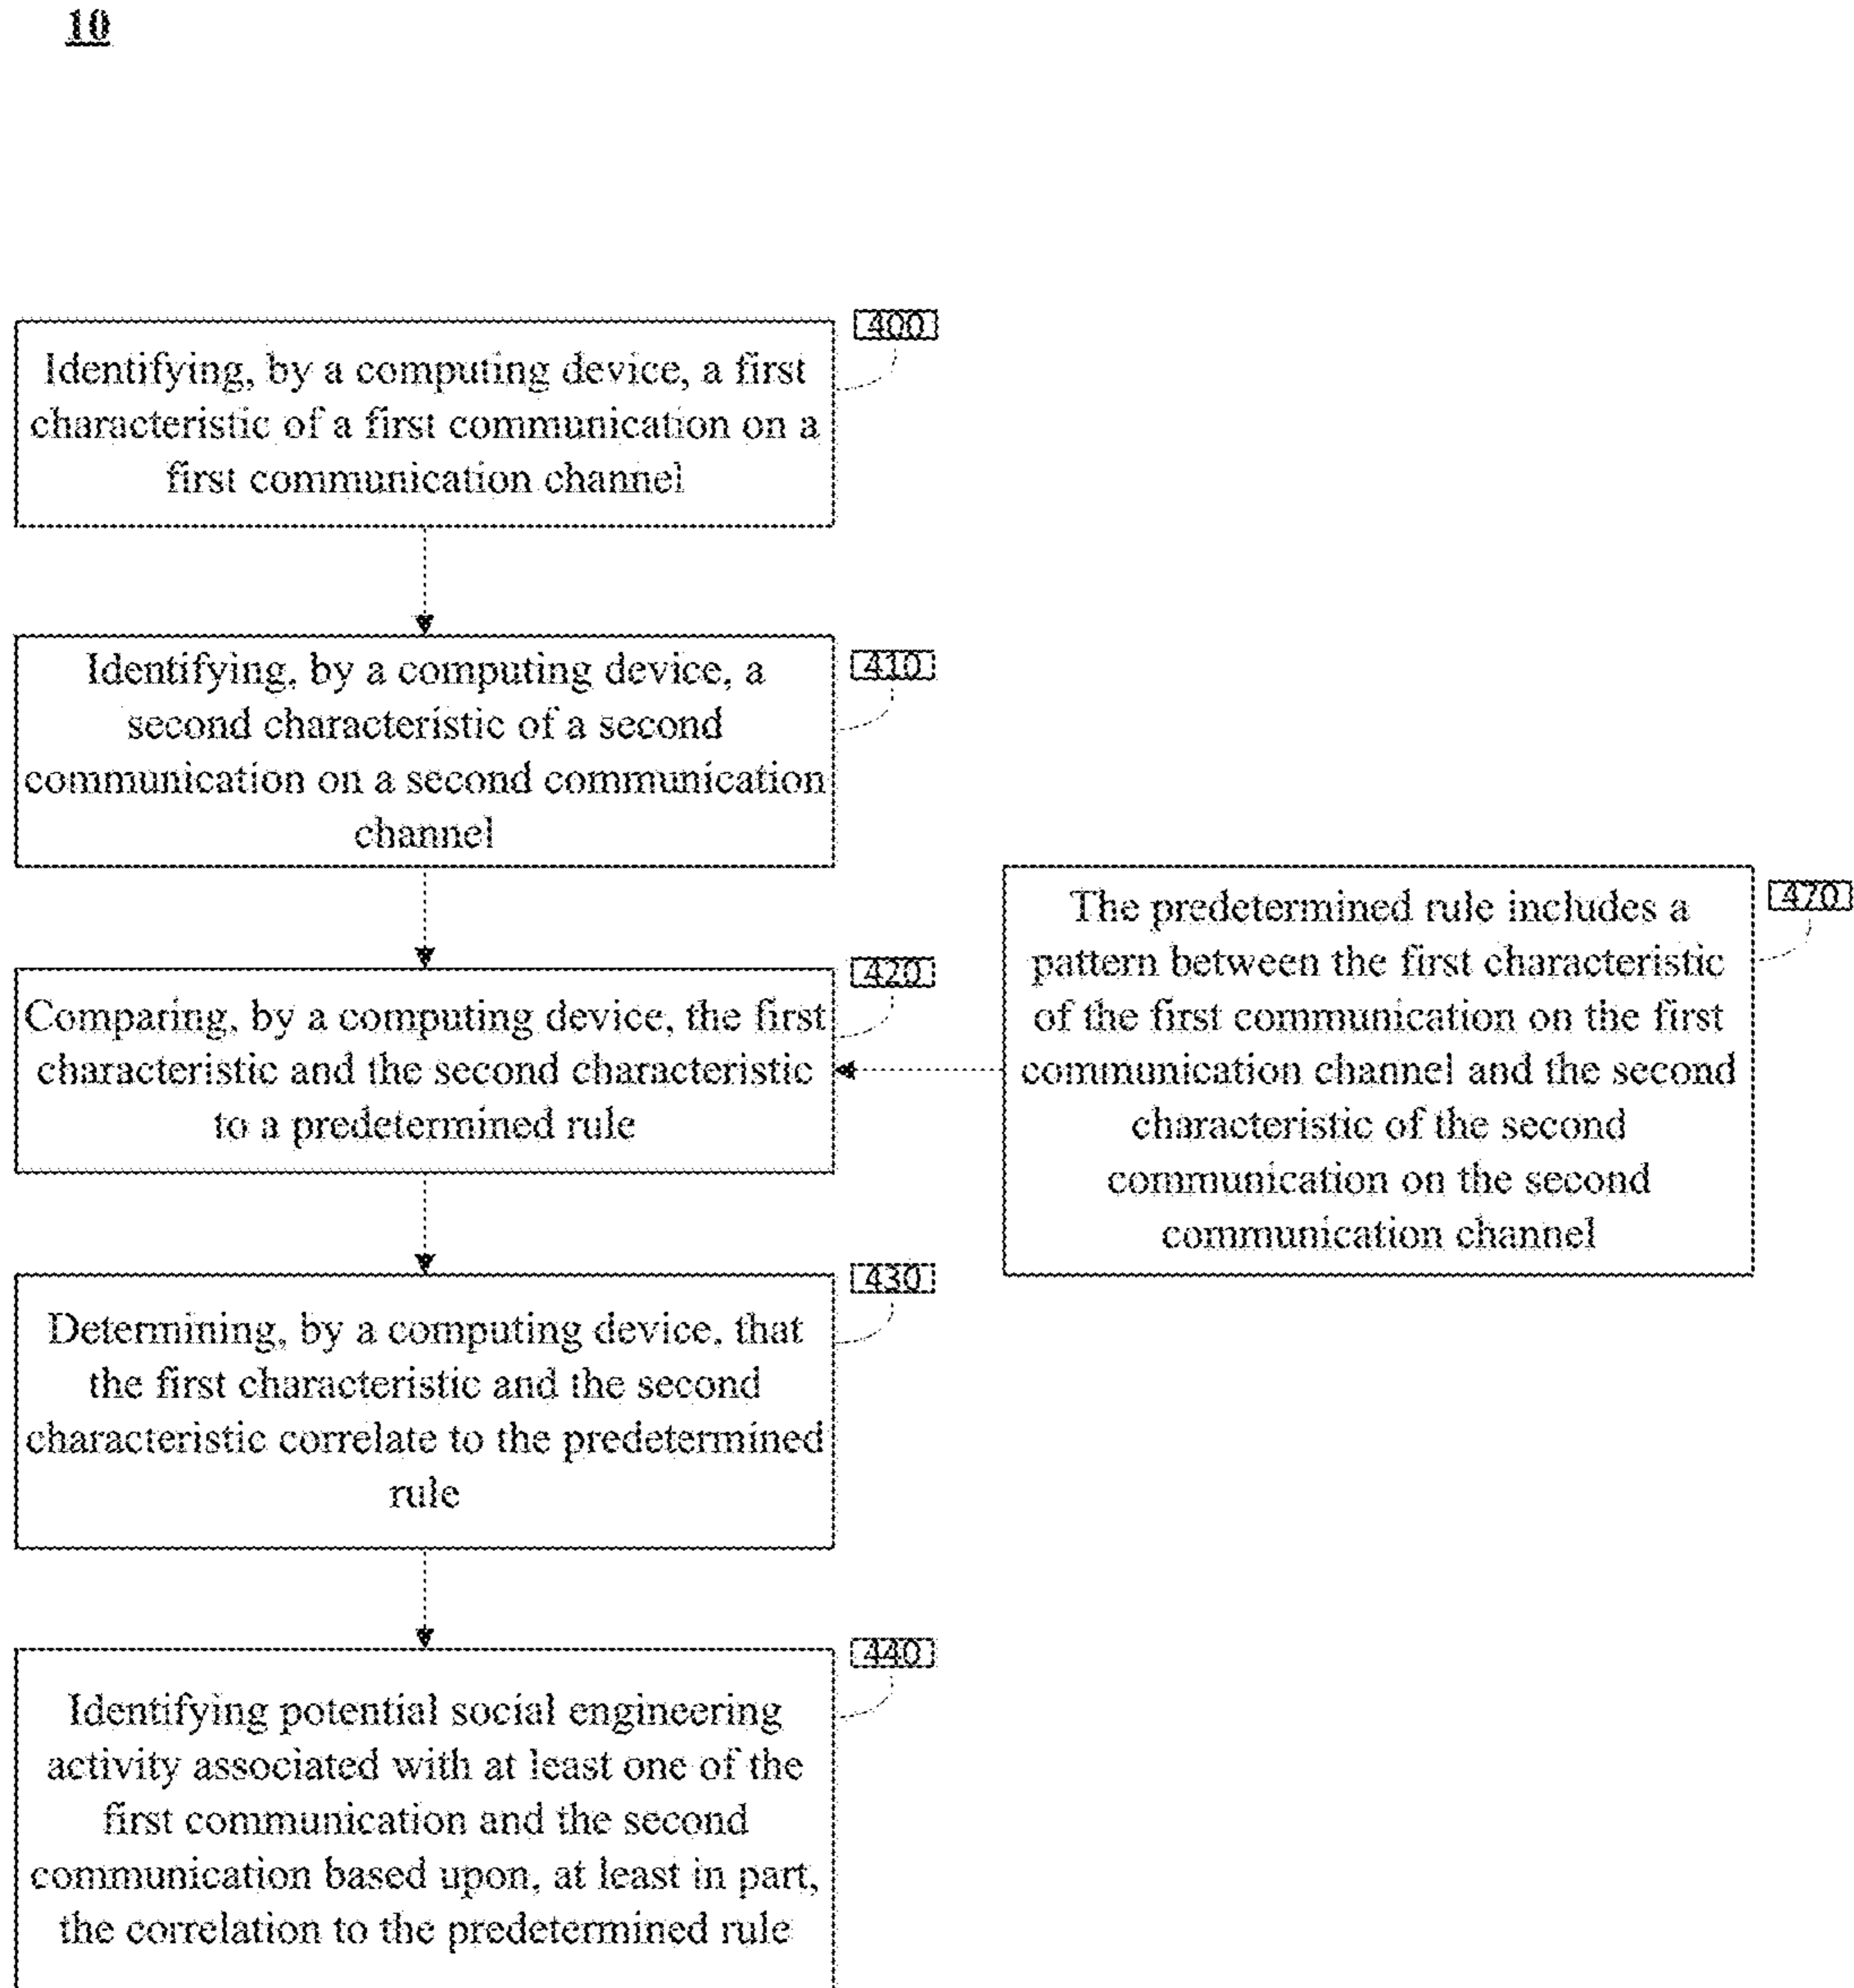 10
400
Identifying, by a computing device, a first
characteristic of a first communication on a
first communication channel
410
Identifying, by a computing device, a
second characteristic of a second
communication on a second communication
channel
420
Comparing, by a computing device, the first
characteristic and the second characteristic
to a predetermined rule
470
The predetermined rule includes a
pattern between the first characteristic
of the first communication on the first
communication channel and the second
characteristic of the second
communication on the second
communication channel
430
Determining, by a computing device, that
the first characteristic and the second
characteristic correlate to the predetermined
rule
440
Identifying potential social engineering
activity associated with at least one of the
first communication and the second
communication based upon, at least in part,
the correlation to the predetermined rule